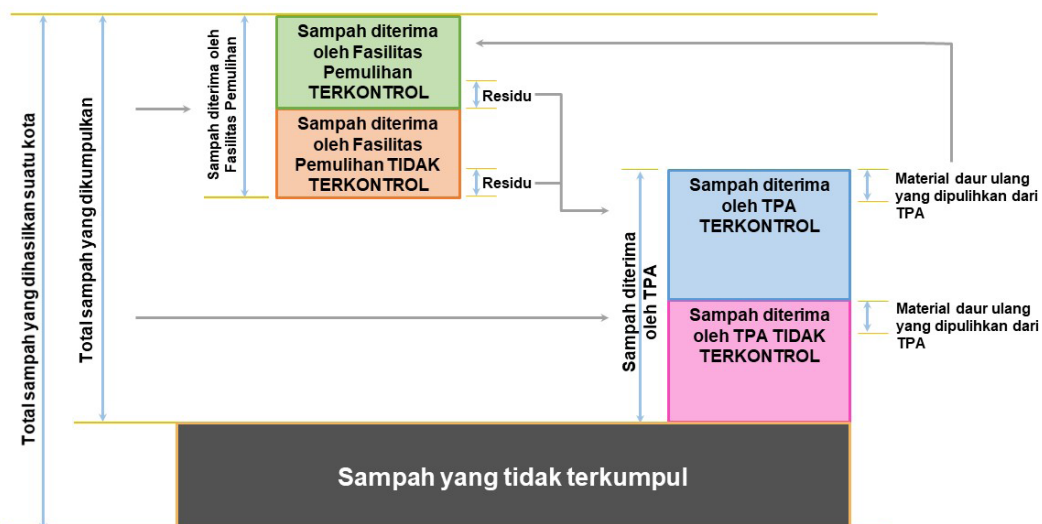 Total sampah yang dihasilkan suatu kota
Total sampah yang dikumpulkan
Sampah diterima oleh
Fasilitas Pemulihan
Sampah diterima
oleh Fasilitas
Pemulihan
TERKONTROL
Residu
Sampah diterima
oleh Fasilitas
Pemulihan TIDAK
TERKONTROL
Residu
Sampah diterima
oleh TPA
Sampah diterima
oleh TPA
TERKONTROL
Material daur ulang
yang dipulihkan dari
TPA
Sampah diterima
oleh TPA TIDAK
TERKONTROL
Material daur ulang
yang dipulihkan dari
TPA
Sampah yang tidak terkumpul